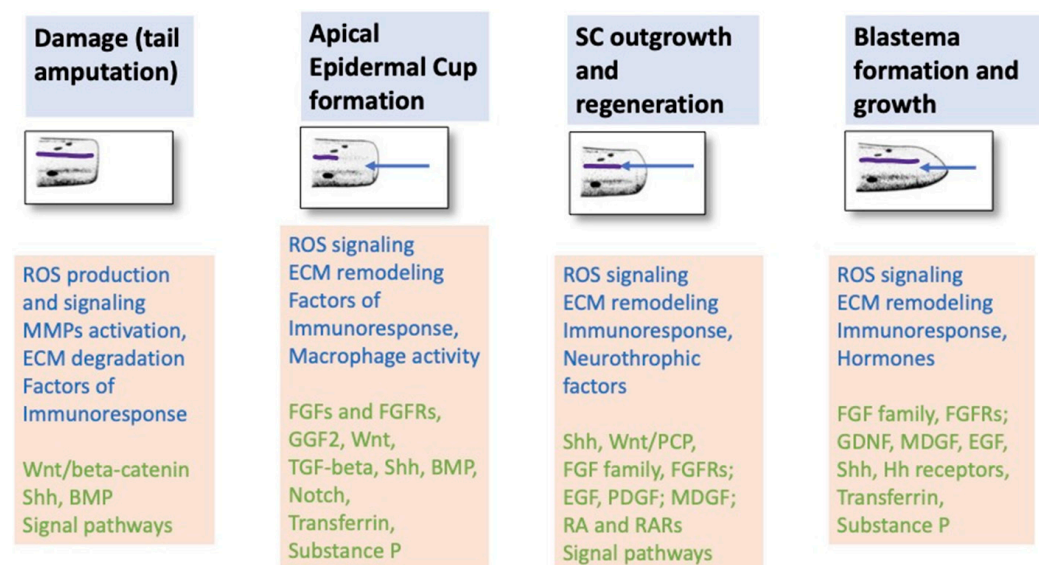 Damage (tail
amputation)
ROS production
and signaling
MMPs activation,
ECM degradation
Factors of
Immunoresponse
Wnt/beta-catenin
Shh, BMP
Signal pathways
Apical
Epidermal Cup
formation
ROS signaling
ECM remodeling
Factors of
Immunoresponse,
Macrophage activity
FGFs and FGFRs,
GGF2, Wnt,
TGF-beta, Shh, BMP,
Notch,
Transferrin,
Substance P
SC outgrowth
and
regeneration
ROS signaling
ECM remodeling
Immunoresponse,
Neurothrophic
factors
Shh, Wnt/PCP,
FGF family, FGFRs;
EGF, PDGF; MDGF;
RA and RARs
Signal pathways
Blastema
formation and
growth
ROS signaling
ECM remodeling
Immunoresponse,
Hormones
FGF family, FGFRs;
GDNF, MDGF, EGF,
Shh, Hh receptors,
Transferrin,
Substance P